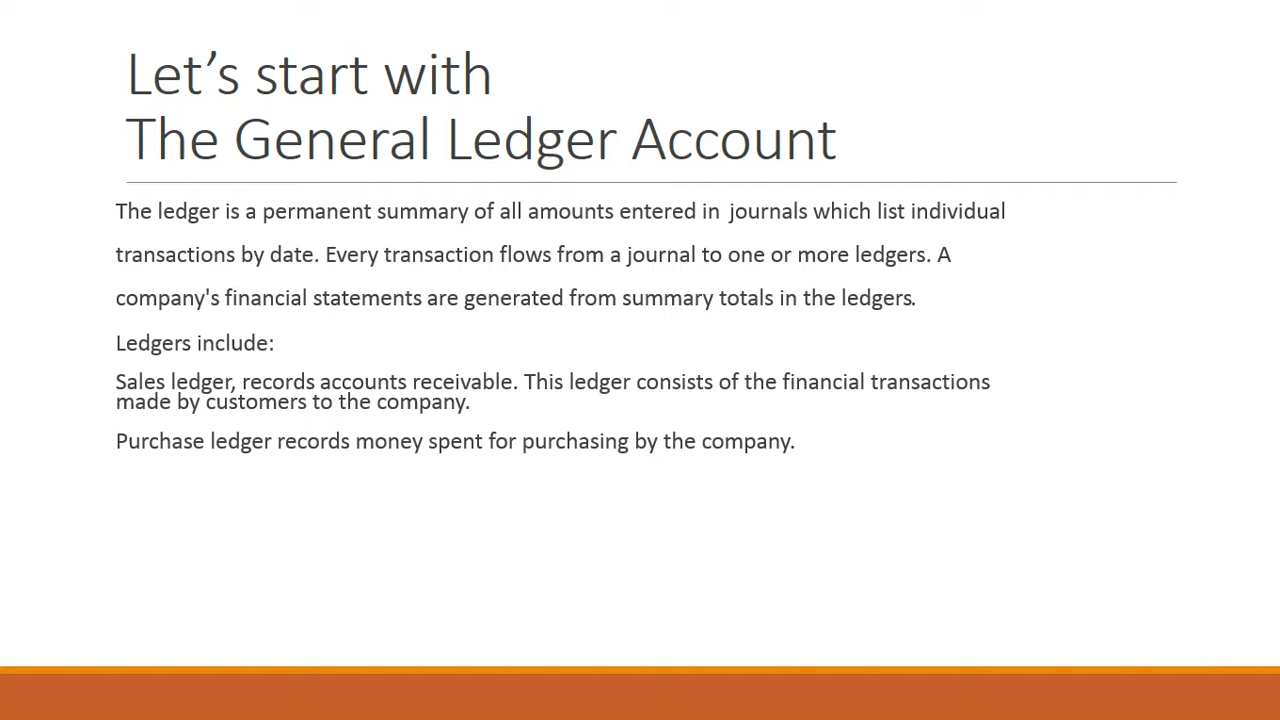 Let’s start with
The General Ledger Account
The ledger is a permanent summary of all amounts entered in journals which list individual
transactions by date. Every transaction flows from a journal to one or more ledgers. A
company's financial statements are generated from summary totals in the ledgers.
Ledgers include:
Sales ledger, records accounts receivable. This ledger consists of the financial transactions
made by customers to the company.
Purchase ledger records money spent for purchasing by the company.